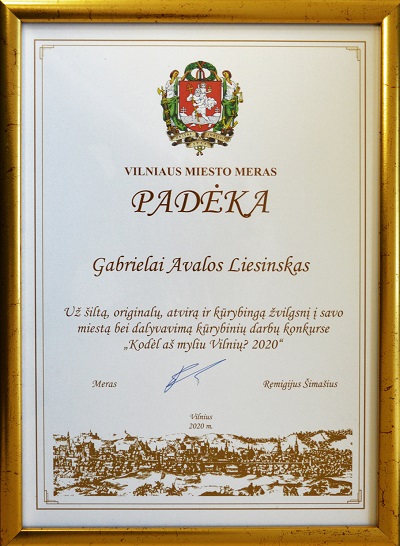 VILNIAUS MIESTO MERAS
PADĖKA
Gabrielai Avalos Liesinskas
Už šiltą, originalų, atvirą ir kūrybingą žvilgsnį į savo
miestą bei dalyvavimą kūrybinių darbų konkurse
„Kodėl aš myliu Vilnių? 2020“
Meras
Remigijus Šimašius
Vilnius
2020 m.